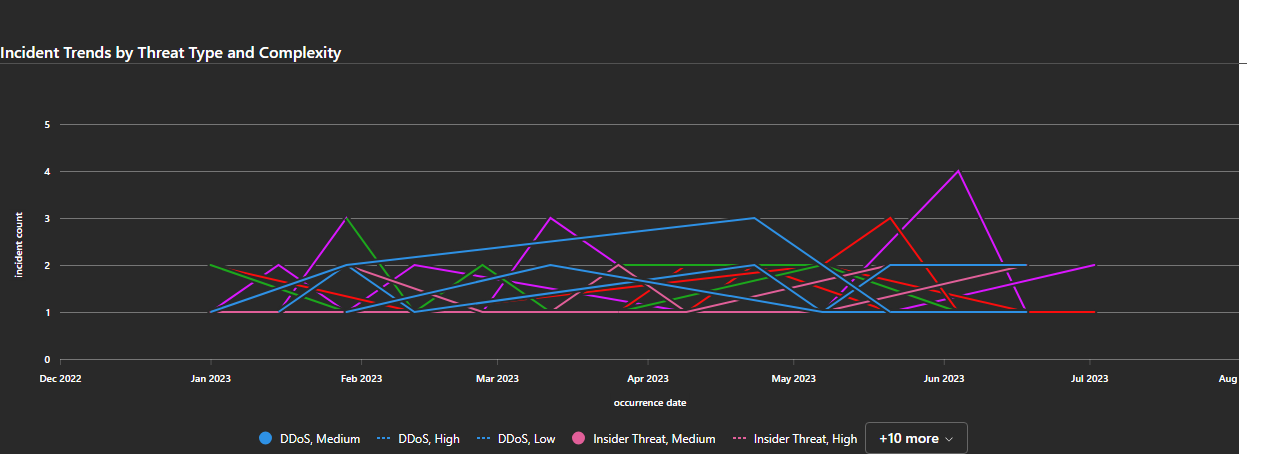 Incident Trends by Threat Type and Complexity
5
4
3
2
1
0
incident count
Dec 2022 Jan 2023 Feb 2023 Mar 2023 Apr 2023 May 2023 Jun 2023 Jul 2023 Aug
occurrence date
DDoS, Medium DDoS, High DDoS, Low Insider Threat, Medium Insider Threat, High +10 more